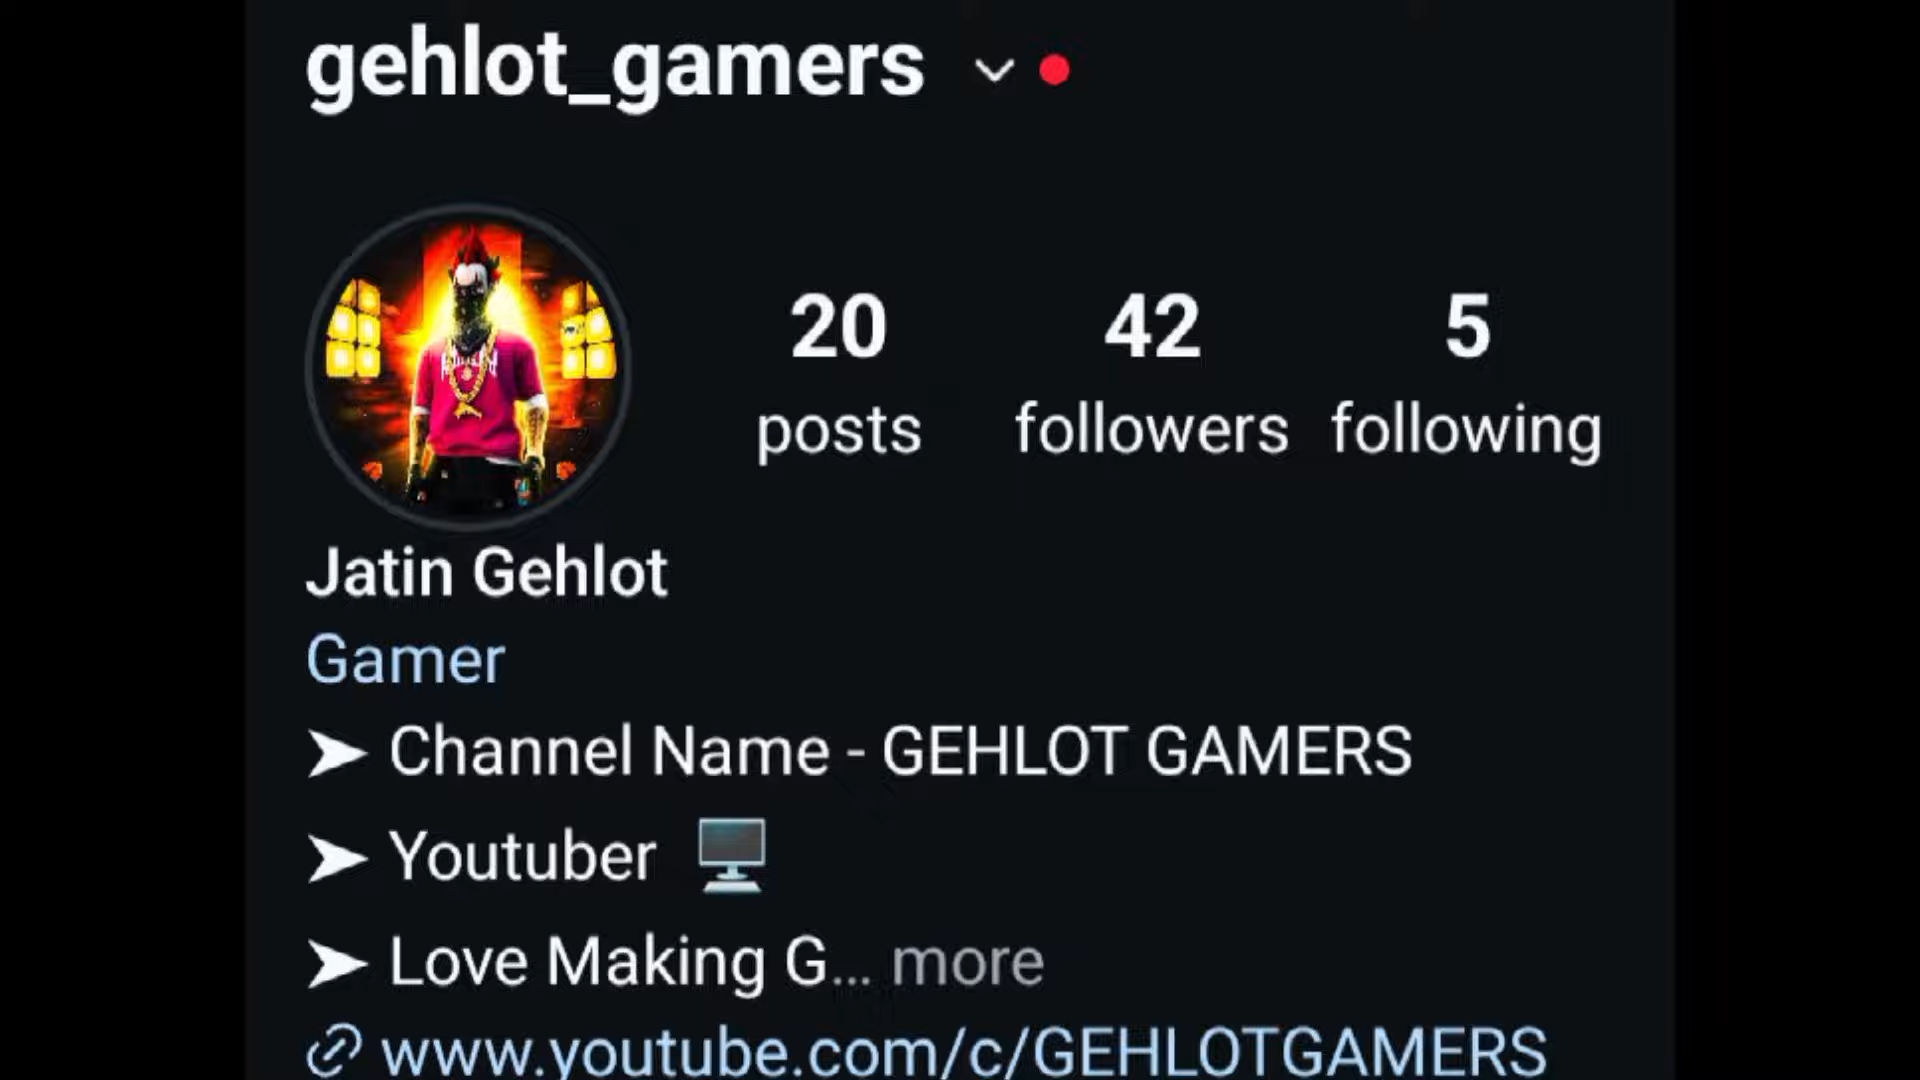 gehlot_gamers
20 42 5
posts followers following
Jatin Gehlot
Gamer
➤ Channel Name - GEHLOT GAMERS
➤ Youtuber 🖥️
➤ Love Making G... more
www.youtube.com/c/GEHLOTGAMERS